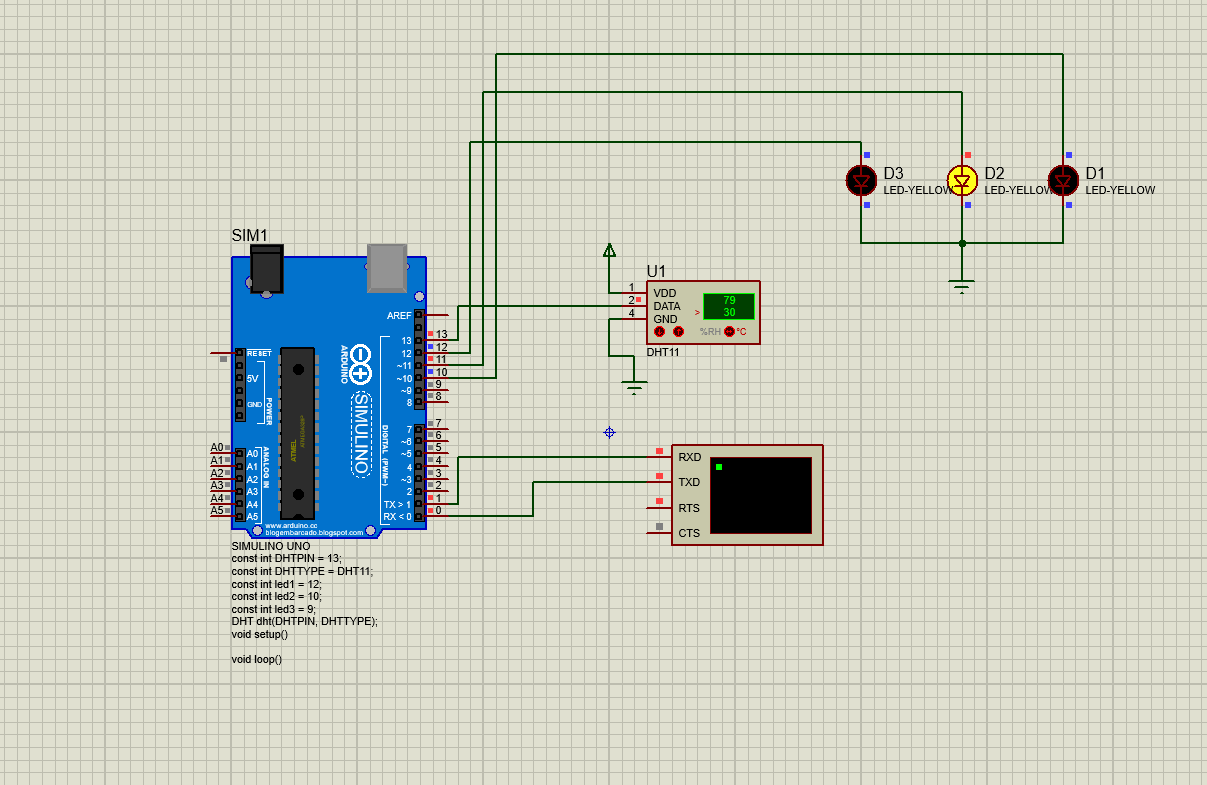 D3
LED-YELLOW
D2
LED-YELLOW
D1
LED-YELLOW
SIM1
AREF
13 13
12 12
~11 11
~10 10
~9 9
8 8
7 7
~6 6
~5 5
4 4
~3 3
2 2
TX > 1 1
RX < 0 0
RESET
5V
GND
POWER
A0 A0
A1 A1
A2 A2
A3 A3
A4 A4
A5 A5
ANALOG IN
ATMEL
ARDUINO
SIMULINO
DIGITAL (PWM~)
www.arduino.cc
blogembarcado.blogspot.com
SIMULINO UNO
const int DHTPIN = 13;
const int DHTTYPE = DHT11;
const int led1 = 12;
const int led2 = 10;
const int led3 = 9;
DHT dht(DHTPIN, DHTTYPE);
void setup()
void loop()
U1
1 VDD
2 DATA
4 GND
79
> 30
%RH °C
DHT11
RXD
TXD
RTS
CTS